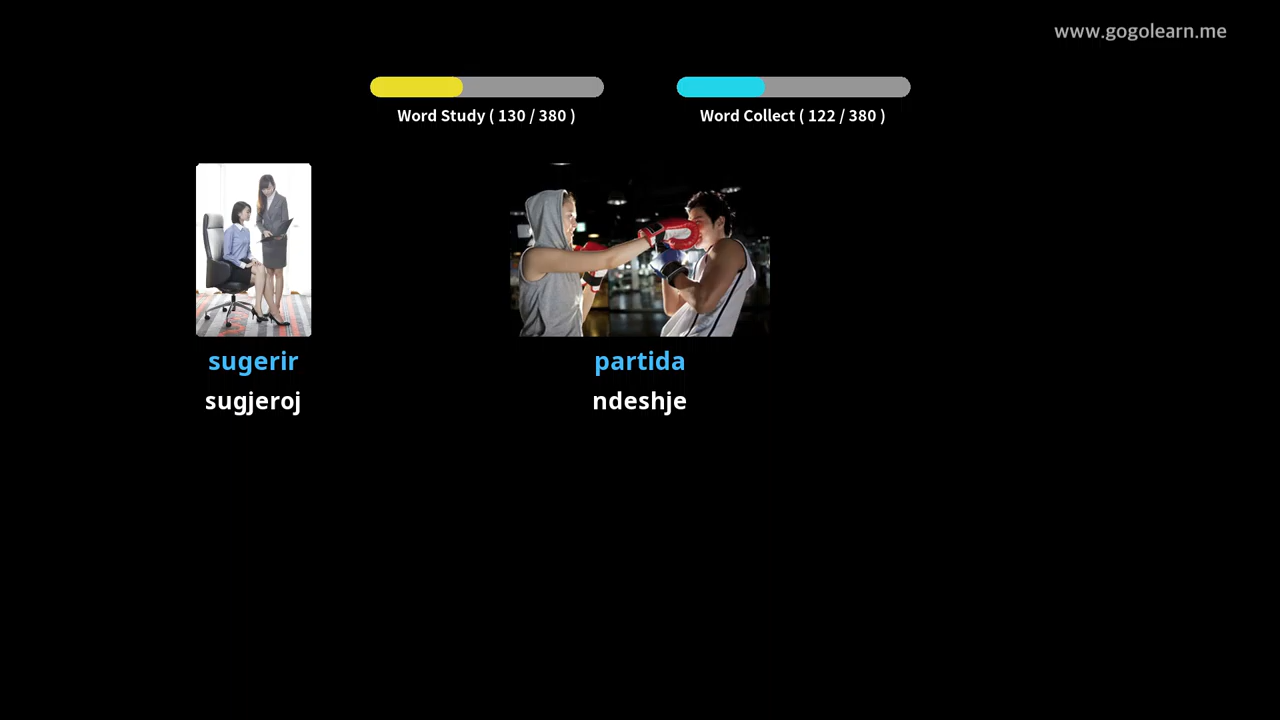 www.gogolearn.me
Word Study ( 130 / 380 )
Word Collect ( 122 / 380 )
sugerir
sugjeroj
partida
ndeshje